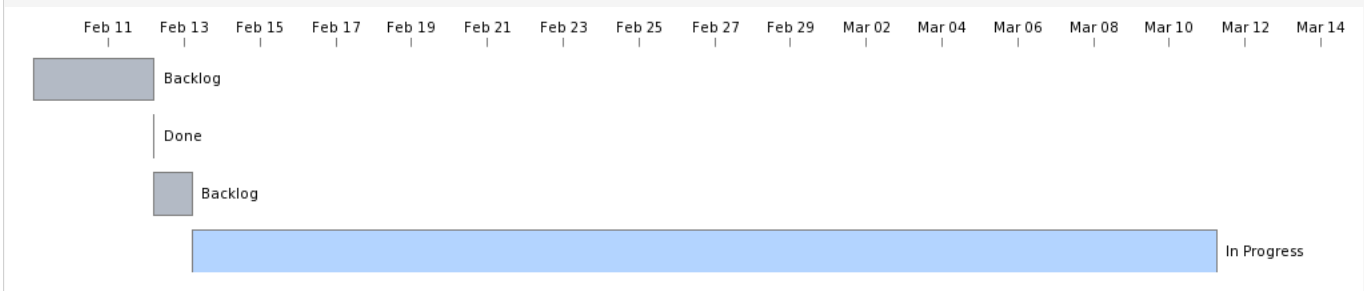 Feb 11 Feb 13 Feb 15 Feb 17 Feb 19 Feb 21 Feb 23 Feb 25 Feb 27 Feb 29 Mar 02 Mar 04 Mar 06 Mar 08 Mar 10 Mar 12 Mar 14
Backlog
Done
Backlog
In Progress